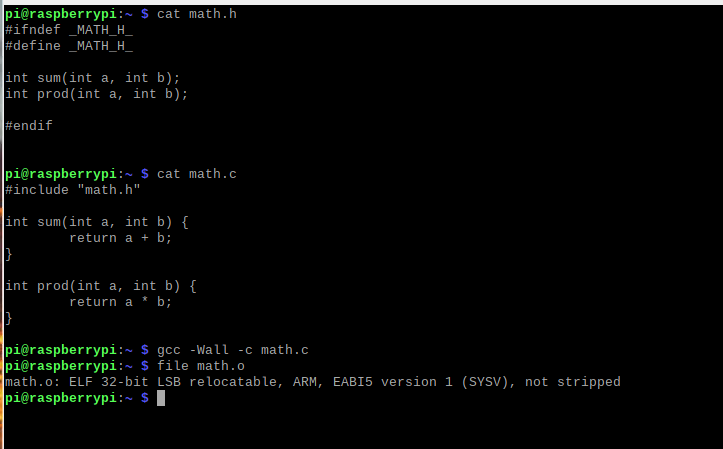 pi@raspberrypi:~ $ cat math.h
#ifndef _MATH_H_
#define _MATH_H_
int sum(int a, int b);
int prod(int a, int b);
#endif
pi@raspberrypi:~ $ cat math.c
#include "math.h"
int sum(int a, int b) {
        return a + b;
}
int prod(int a, int b) {
        return a * b;
}
pi@raspberrypi:~ $ gcc -Wall -c math.c
pi@raspberrypi:~ $ file math.o
math.o: ELF 32-bit LSB relocatable, ARM, EABI5 version 1 (SYSV), not stripped
pi@raspberrypi:~ $